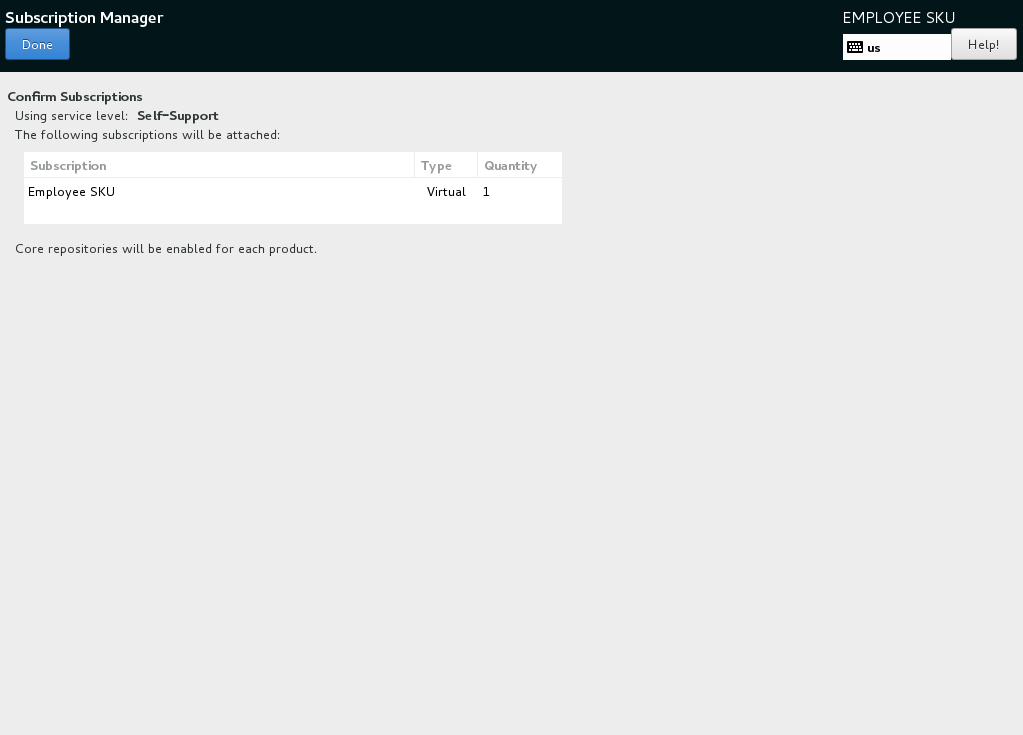 Subscription Manager
EMPLOYEE SKU
Done
us
Help!
Confirm Subscriptions
Using service level: Self-Support
The following subscriptions will be attached:
Subscription Type Quantity
Employee SKU Virtual 1
Core repositories will be enabled for each product.